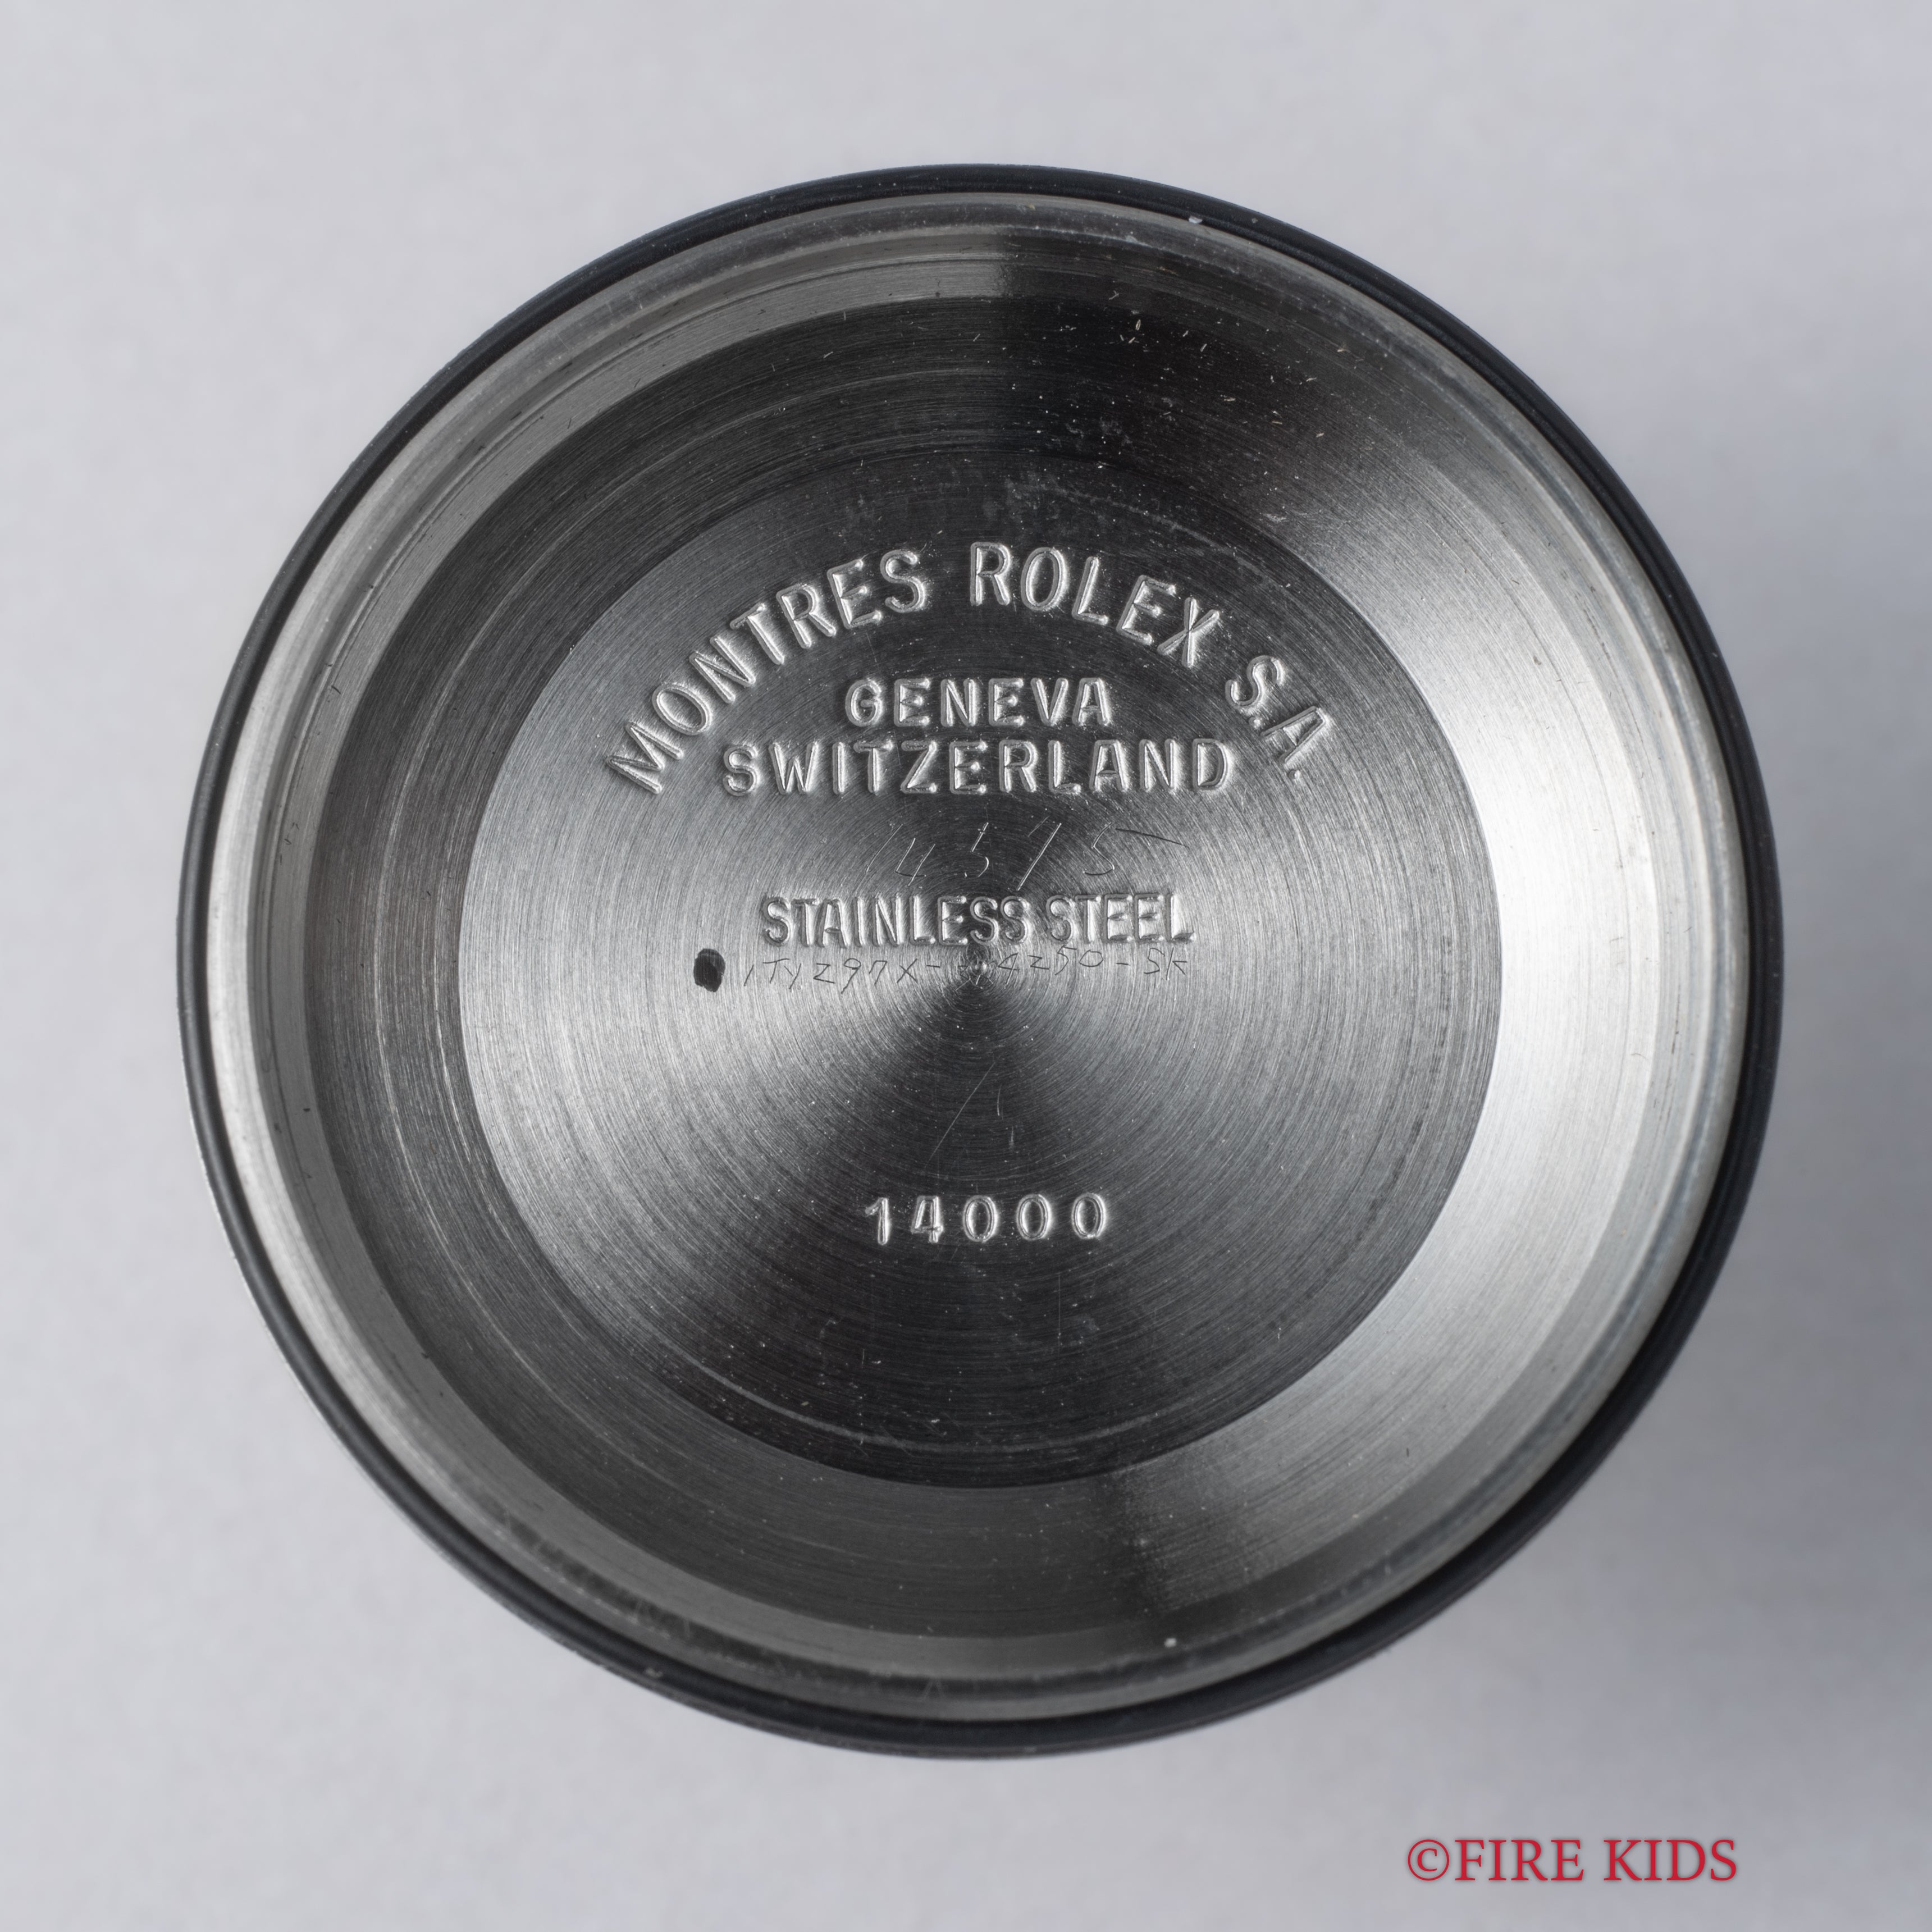 MONTRES ROLEX S.A.
GENEVA
SWITZERLAND
STAINLESS STEEL
14000
©FIRE KIDS